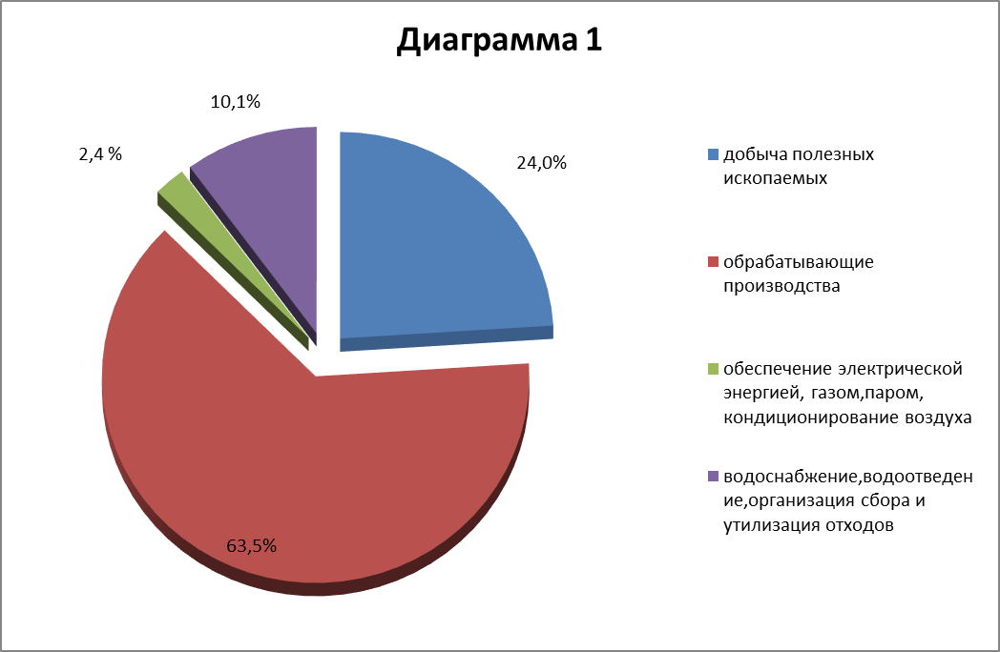 Диаграмма 1
10,1%
2,4 %
24,0%
63,5%
добыча полезных
ископаемых
обрабатывающие
производства
обеспечение электрической
энергией, газом,паром,
кондиционирование воздуха
водоснабжение,водоотведен
ие,организация сбора и
утилизация отходов